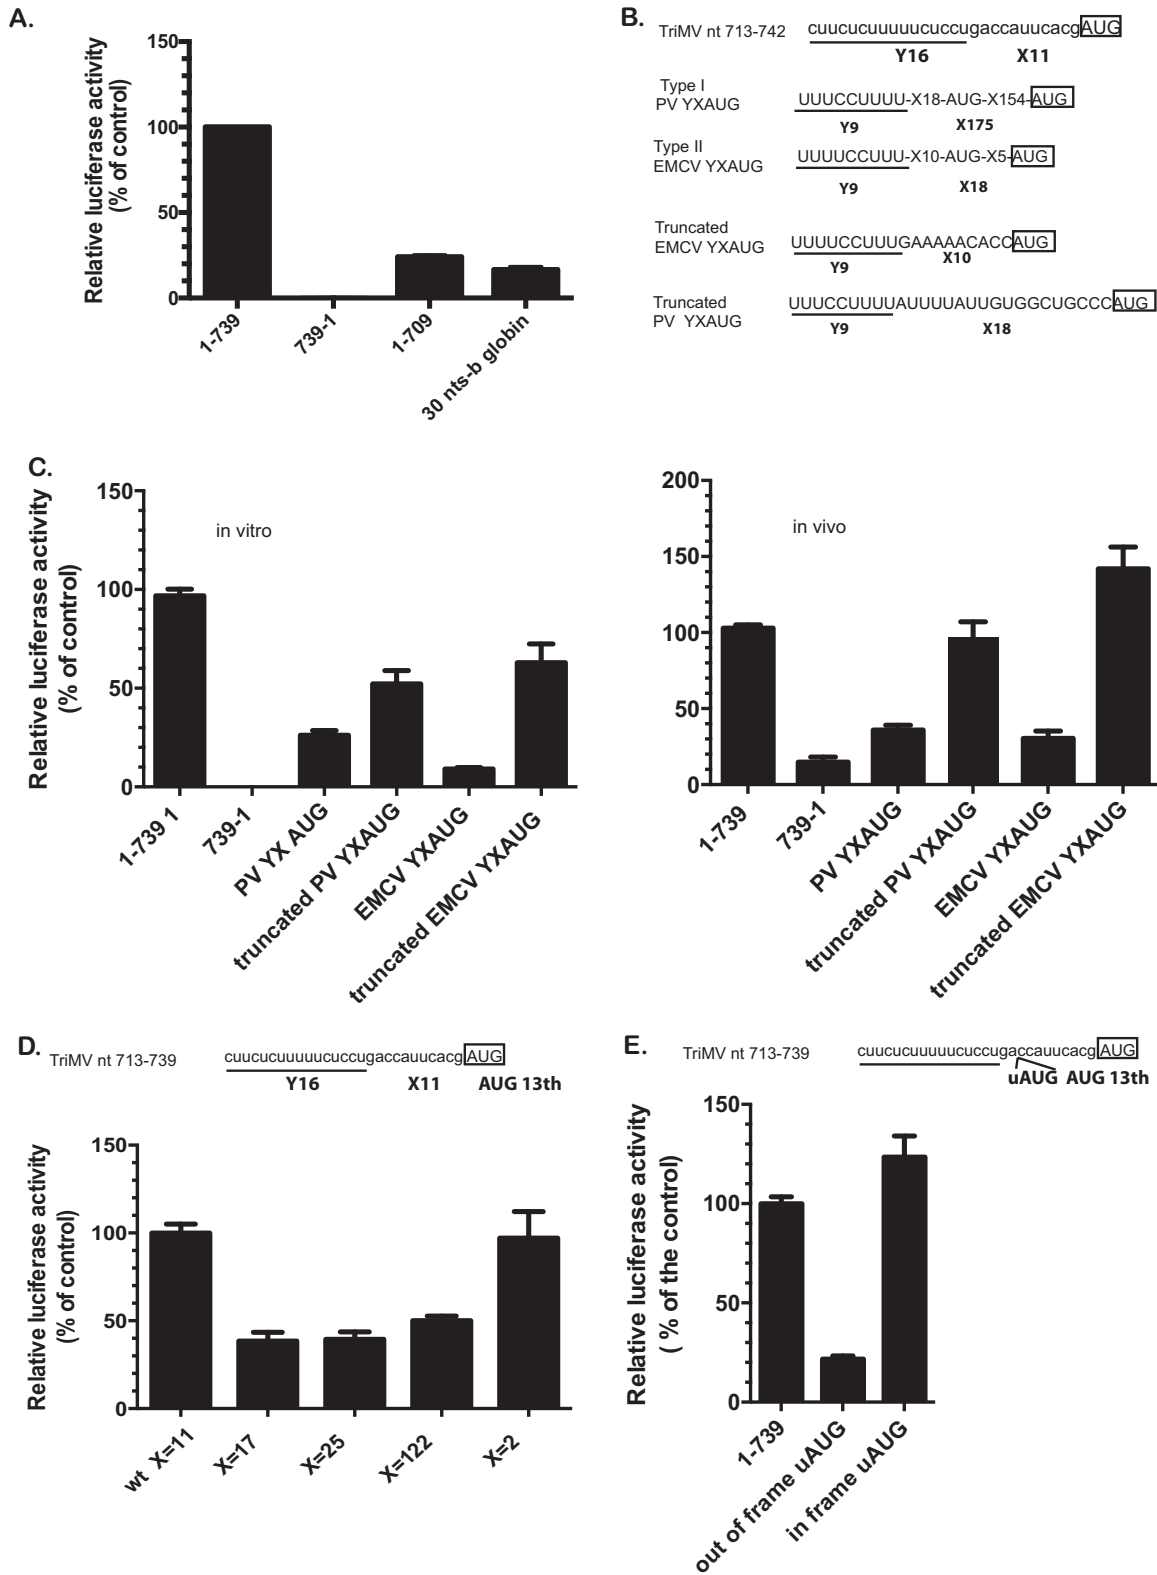 A.
Relative luciferase activity
(% of control)
150
100
50
0
1-739
739-1
1-709
30 nts-b globin
B.
TriMV nt 713-742
cuucucuuuuucuccugaccauucacgAUG
Y16 X11
Type I
PV YXAUG
UUUCCUUUU-X18-AUG-X154-AUG
Y9 X175
Type II
EMCV YXAUG
UUUUCCUUU-X10-AUG-X5-AUG
Y9 X18
Truncated
EMCV YXAUG
UUUUCCUUUGAAAAACACCAUG
Y9 X10
Truncated
PV YXAUG
UUUCCUUUUAUUUUAUUGUGGCUGCCCAUG
Y9 X18
C.
Relative luciferase activity
(% of control)
150
100
50
0
in vitro
1-739 1
739-1
PV YX AUG
truncated PV YXAUG
EMCV YXAUG
truncated EMCV YXAUG
200
150
100
50
0
in vivo
1-739
739-1
PV YXAUG
truncated PV YXAUG
EMCV YXAUG
truncated EMCV YXAUG
D.
TriMV nt 713-739
cuucucuuuuucuccugaccauucacgAUG
Y16 X11 AUG 13th
Relative luciferase activity
(% of control)
150
100
50
0
wt X=11
X=17
X=25
X=122
X=2
E.
TriMV nt 713-739
cuucucuuuuucuccugaccauucacgAUG
uAUG AUG 13th
Relative luciferase activity
( % of the control)
150
100
50
0
1-739
out of frame uAUG
in frame uAUG